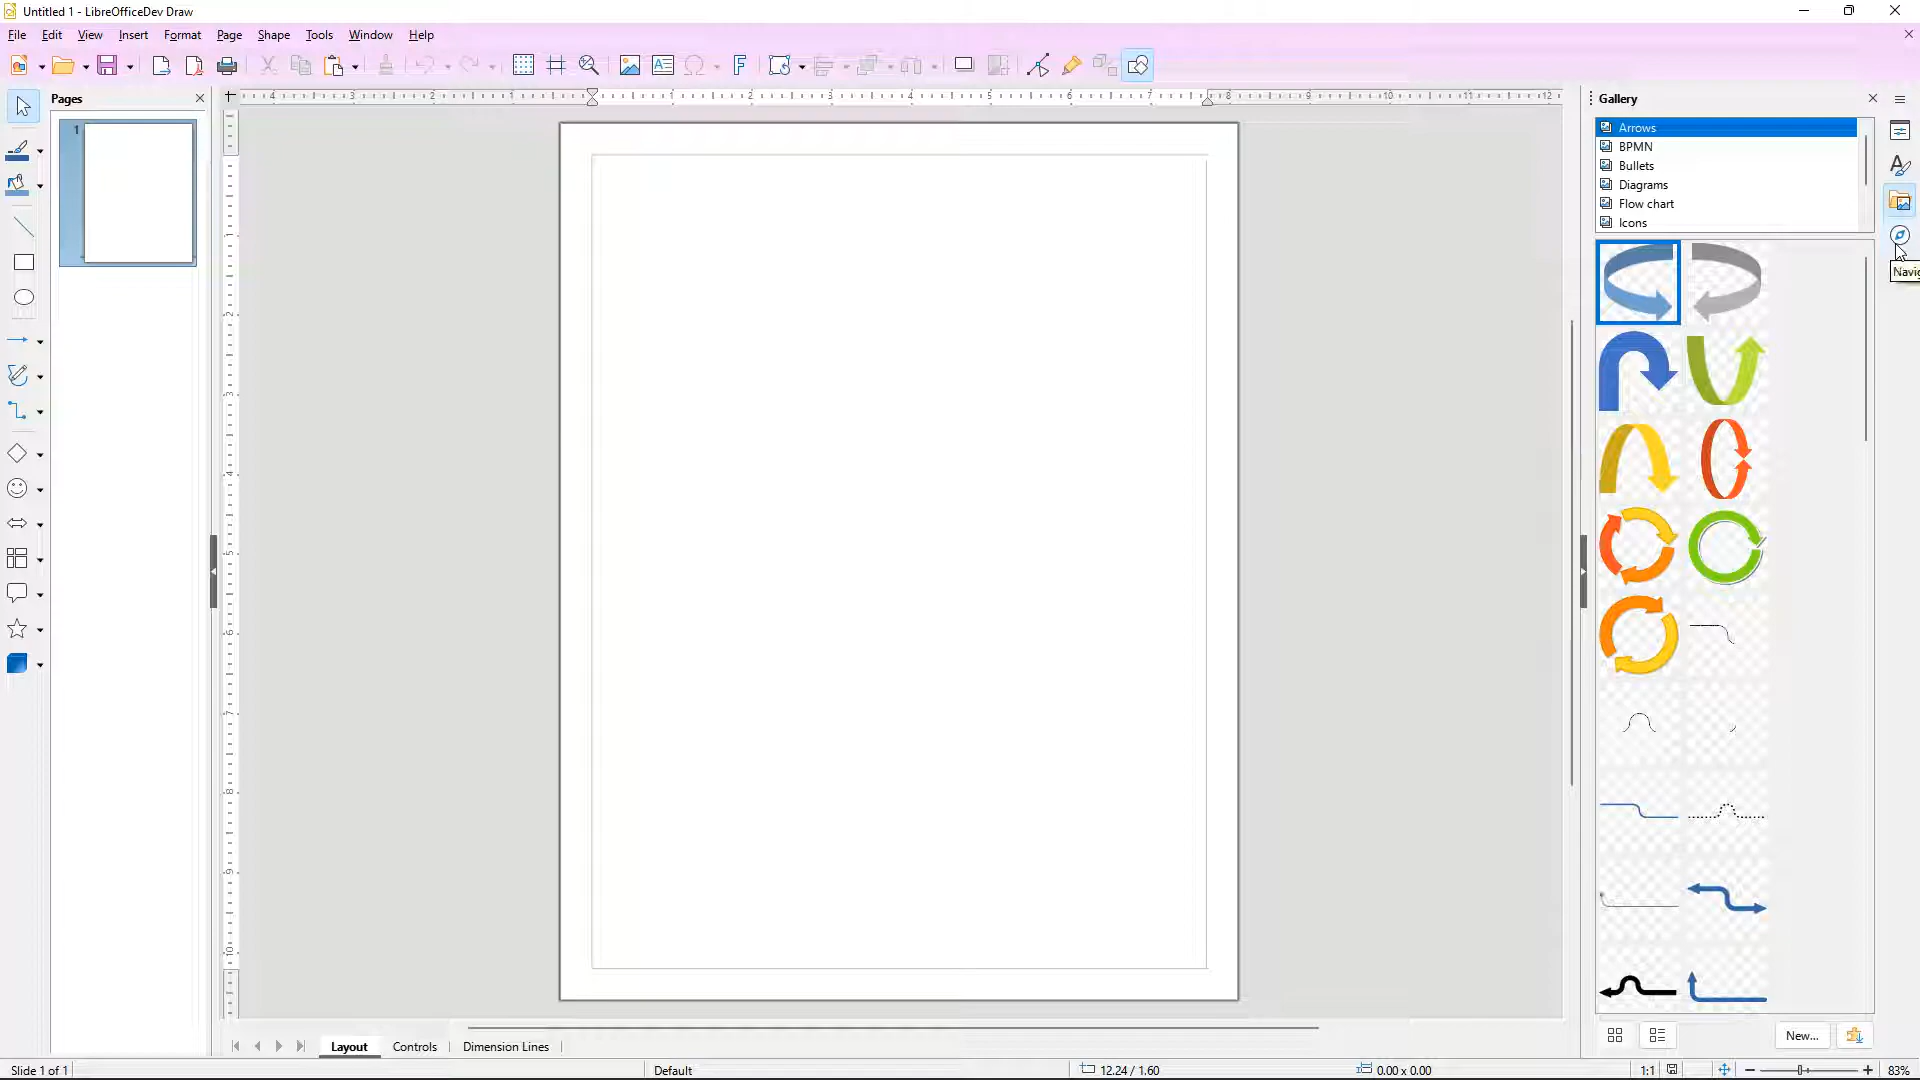 Untitled 1 - LibreOfficeDev Draw
File Edit View Insert Format Page Shape Tools Window Help
Pages
1
Gallery
Arrows
BPMN
Bullets
Diagrams
Flow chart
Icons
Navig
New...
Layout Controls Dimension Lines
Slide 1 of 1 Default 12.24 / 1.60 0.00 x 0.00 1:1 83%